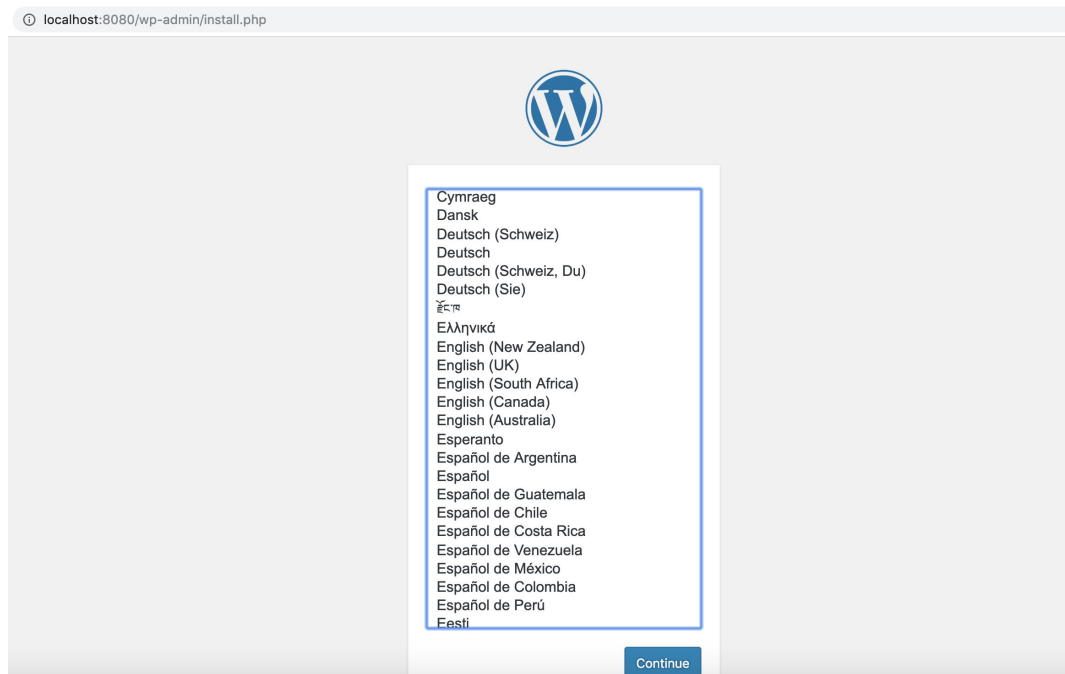 localhost:8080/wp-admin/install.php
Cymraeg
Dansk
Deutsch (Schweiz)
Deutsch
Deutsch (Schweiz, Du)
Deutsch (Sie)
རྫོང་ཁ
Ελληνικά
English (New Zealand)
English (UK)
English (South Africa)
English (Canada)
English (Australia)
Esperanto
Español de Argentina
Español
Español de Guatemala
Español de Chile
Español de Costa Rica
Español de Venezuela
Español de México
Español de Colombia
Español de Perú
Eesti
Continue